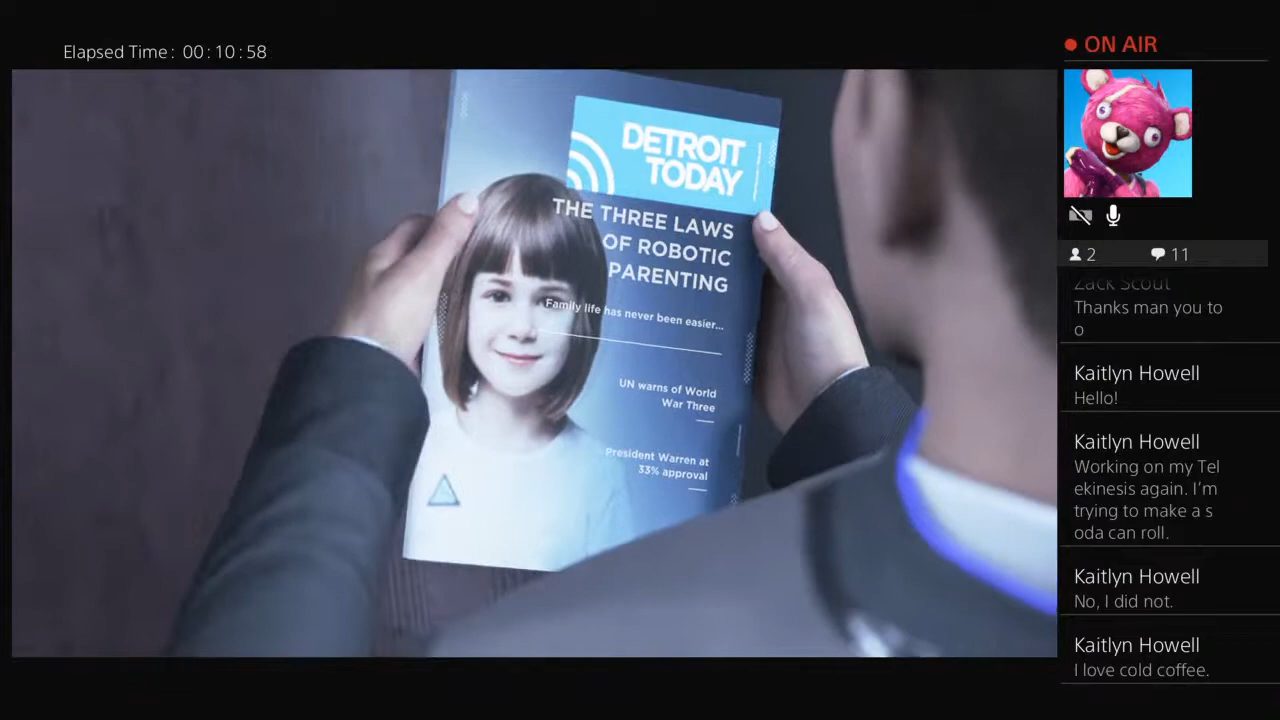 Elapsed Time: 00:10:58
ON AIR
DETROIT
TODAY
THE THREE LAWS
OF ROBOTIC
PARENTING
Family life has never been easier...
UN warns of World
War Three
President Warren at
33% approval
2
11
Zack Scout
Thanks man you to
o
Kaitlyn Howell
Hello!
Kaitlyn Howell
Working on my Tel
ekinesis again. I'm
trying to make a s
oda can roll.
Kaitlyn Howell
No, I did not.
Kaitlyn Howell
I love cold coffee.